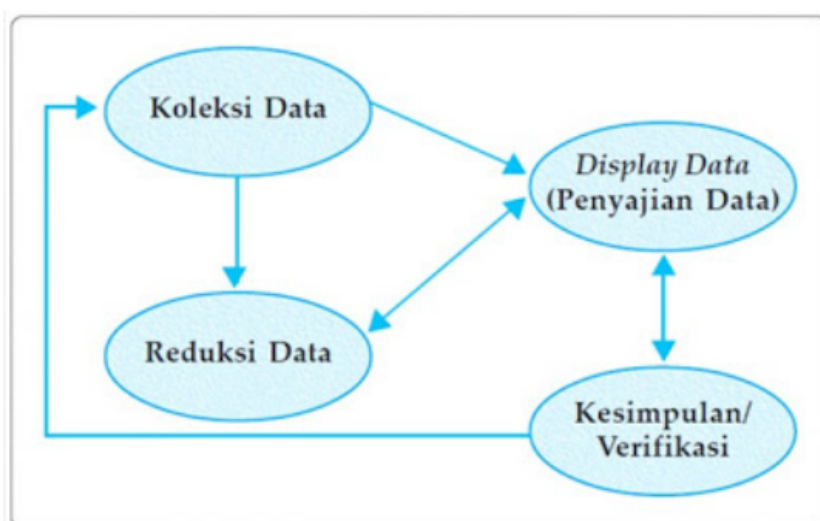 Koleksi Data
Display Data
(Penyajian Data)
Reduksi Data
Kesimpulan/
Verifikasi